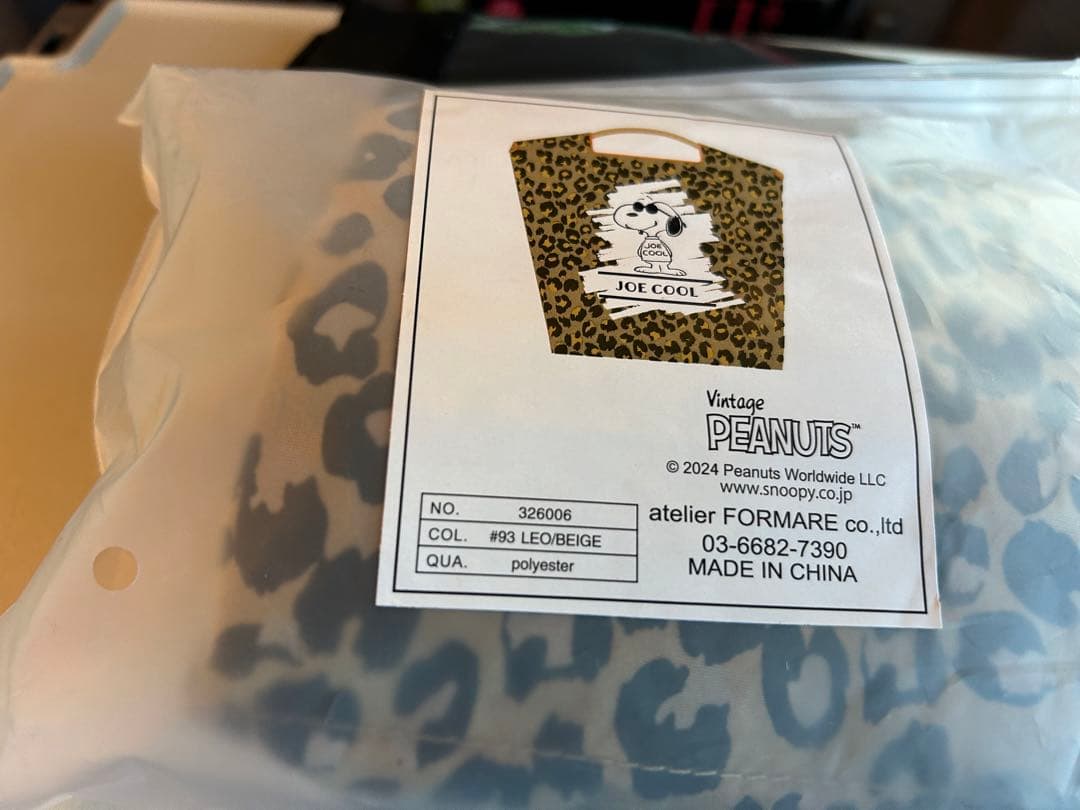 JOE
COOL
JOE COOL
Vintage
PEANUTS™
© 2024 Peanuts Worldwide LLC
www.snoopy.co.jp
NO. 326006
COL. #93 LEO/BEIGE
QUA. polyester
atelier FORMARE co.,ltd
03-6682-7390
MADE IN CHINA